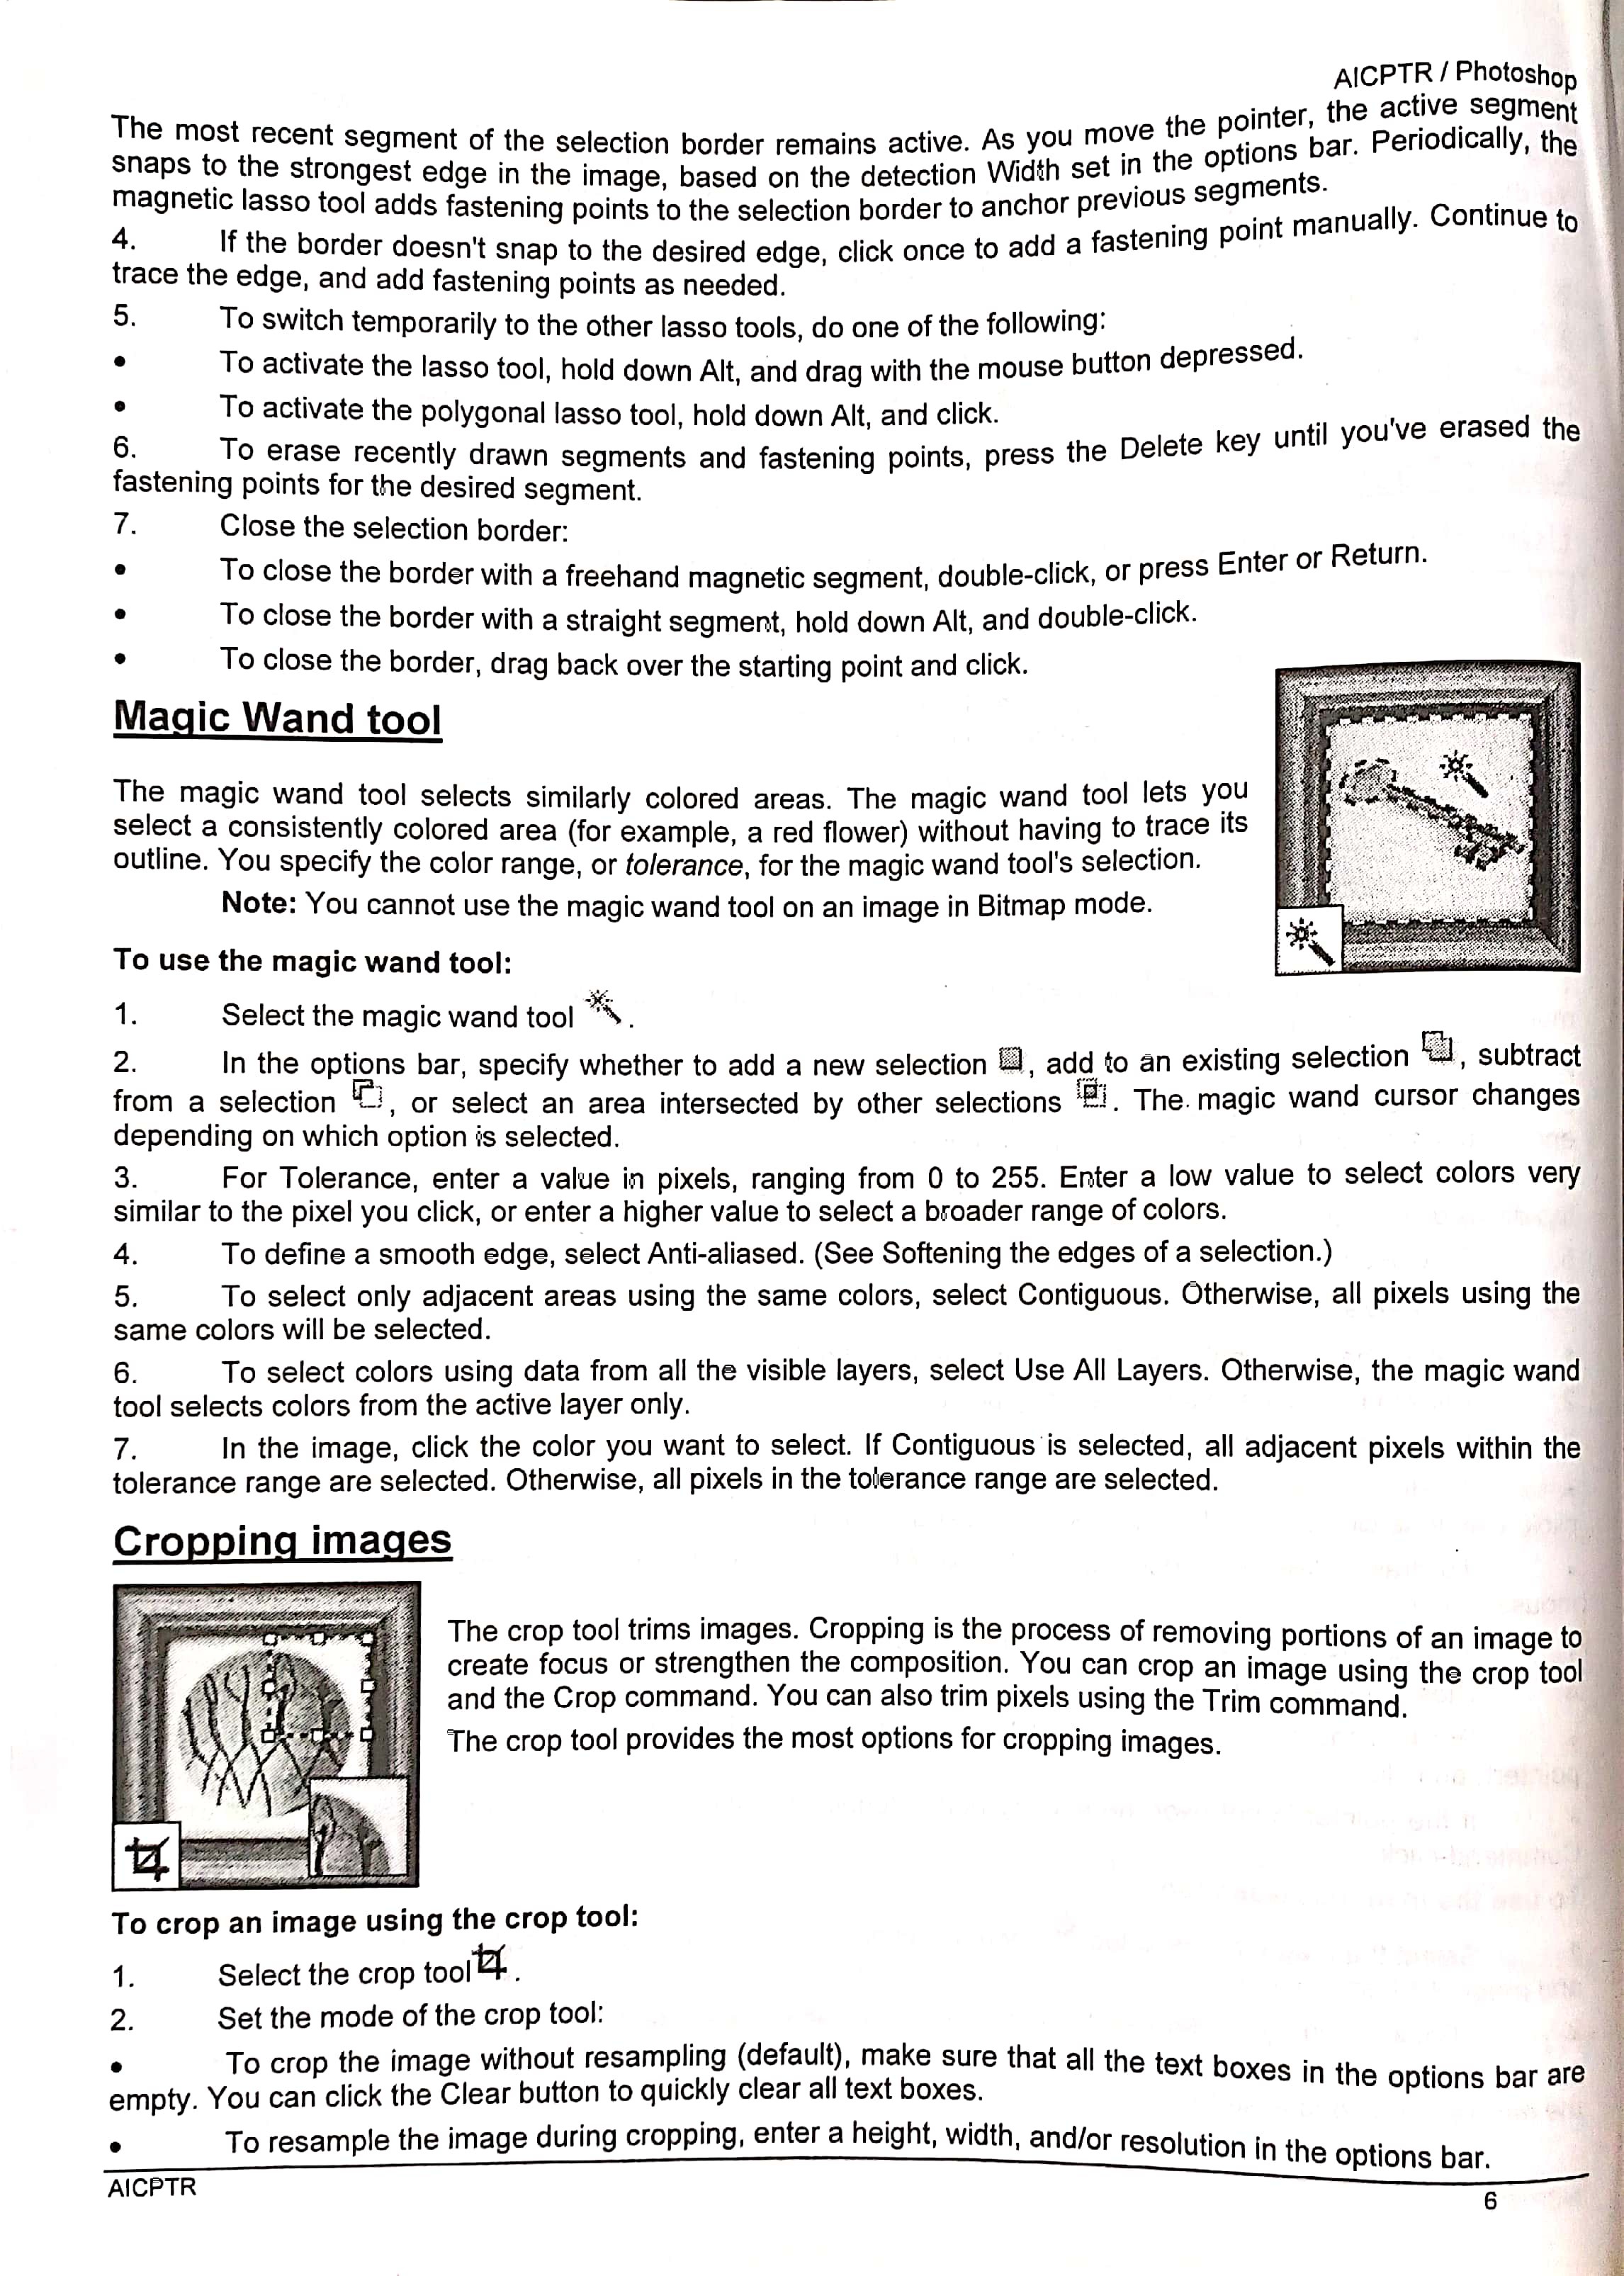 AICPTR / Photoshop
The most recent segment of the selection border remains active. As you move the pointer, the active segment
snaps to the strongest edge in the image, based on the detection Width set in the options bar. Periodically, the
magnetic lasso tool adds fastening points to the selection border to anchor previous segments.
4. If the border doesn't snap to the desired edge, click once to add a fastening point manually. Continue to
trace the edge, and add fastening points as needed.
5. To switch temporarily to the other lasso tools, do one of the following:
• To activate the lasso tool, hold down Alt, and drag with the mouse button depressed.
• To activate the polygonal lasso tool, hold down Alt, and click.
6. To erase recently drawn segments and fastening points, press the Delete key until you've erased the
fastening points for the desired segment.
7. Close the selection border:
• To close the border with a freehand magnetic segment, double-click, or press Enter or Return.
• To close the border with a straight segment, hold down Alt, and double-click.
• To close the border, drag back over the starting point and click.
Magic Wand tool
The magic wand tool selects similarly colored areas. The magic wand tool lets you
select a consistently colored area (for example, a red flower) without having to trace its
outline. You specify the color range, or tolerance, for the magic wand tool's selection.
Note: You cannot use the magic wand tool on an image in Bitmap mode.
To use the magic wand tool:
1. Select the magic wand tool .
2. In the options bar, specify whether to add a new selection , add to an existing selection , subtract
from a selection , or select an area intersected by other selections . The magic wand cursor changes
depending on which option is selected.
3. For Tolerance, enter a value in pixels, ranging from 0 to 255. Enter a low value to select colors very
similar to the pixel you click, or enter a higher value to select a broader range of colors.
4. To define a smooth edge, select Anti-aliased. (See Softening the edges of a selection.)
5. To select only adjacent areas using the same colors, select Contiguous. Otherwise, all pixels using the
same colors will be selected.
6. To select colors using data from all the visible layers, select Use All Layers. Otherwise, the magic wand
tool selects colors from the active layer only.
7. In the image, click the color you want to select. If Contiguous is selected, all adjacent pixels within the
tolerance range are selected. Otherwise, all pixels in the tolerance range are selected.
Cropping images
The crop tool trims images. Cropping is the process of removing portions of an image to
create focus or strengthen the composition. You can crop an image using the crop tool
and the Crop command. You can also trim pixels using the Trim command.
The crop tool provides the most options for cropping images.
To crop an image using the crop tool:
1. Select the crop tool .
2. Set the mode of the crop tool:
• To crop the image without resampling (default), make sure that all the text boxes in the options bar are
empty. You can click the Clear button to quickly clear all text boxes.
• To resample the image during cropping, enter a height, width, and/or resolution in the options bar.
AICPTR
6